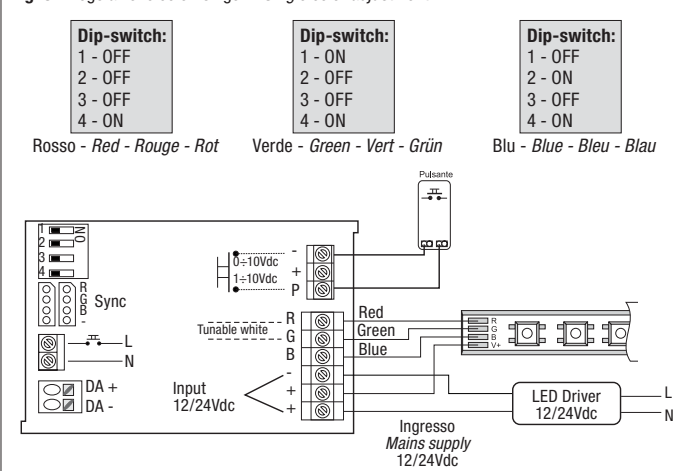 Dip-switch:
1 - OFF
2 - OFF
3 - OFF
4 - ON
Rosso - Red - Rouge - Rot
Dip-switch:
1 - ON
2 - OFF
3 - OFF
4 - ON
Verde - Green - Vert - Grün
Dip-switch:
1 - OFF
2 - ON
3 - OFF
4 - ON
Blu - Blue - Bleu - Blau
Pulsante
1
2
3
4
ON
R
G
B
-
Sync
L
N
DA +
DA -
0÷10Vdc
1÷10Vdc
-
+
P
Tunable white
R
G
B
-
+
+
Input
12/24Vdc
Red
Green
Blue
R
G
B
V+
LED Driver
12/24Vdc
L
N
Ingresso
Mains supply
12/24Vdc